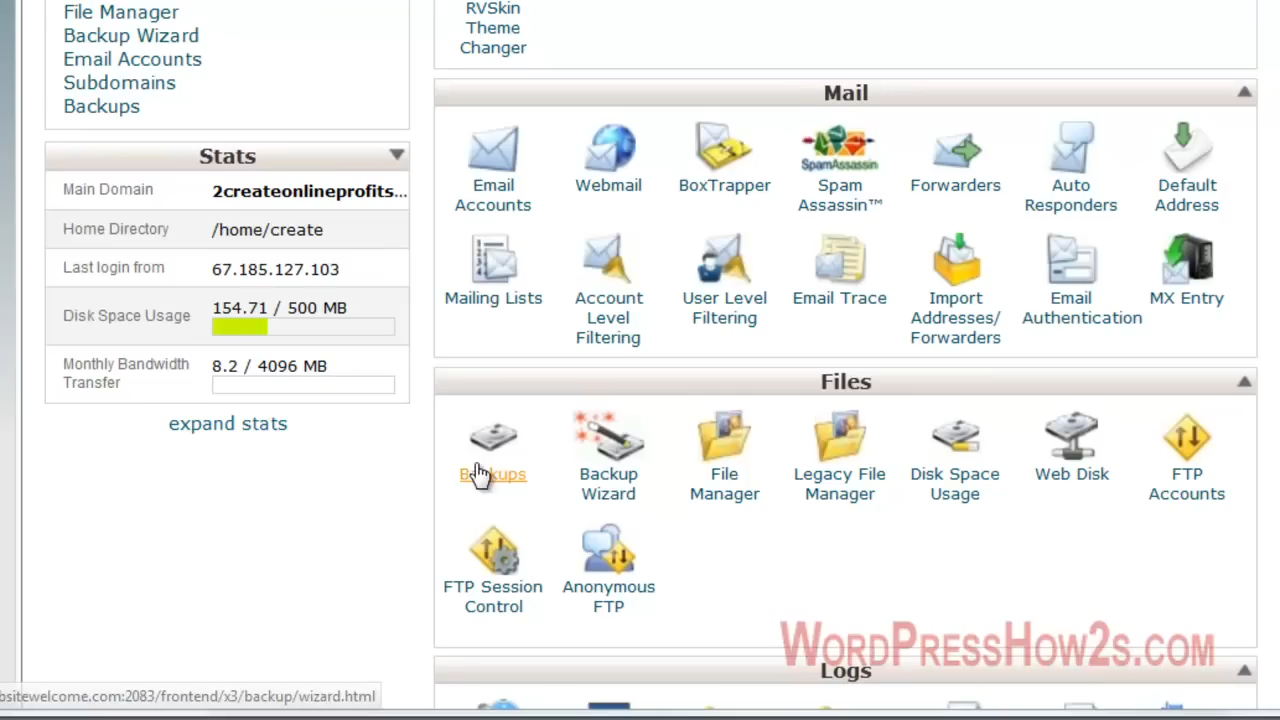 File Manager
Backup Wizard
Email Accounts
Subdomains
Backups
Stats
Main Domain 2createonlineprofits...
Home Directory /home/create
Last login from 67.185.127.103
Disk Space Usage 154.71 / 500 MB
Monthly Bandwidth
Transfer 8.2 / 4096 MB
expand stats
RVSkin
Theme
Changer
Mail
Email
Accounts
Webmail
BoxTrapper
SpamAssassin
Spam
Assassin™
Forwarders
Auto
Responders
Default
Address
Mailing Lists
Account
Level
Filtering
User Level
Filtering
Email Trace
Import
Addresses/
Forwarders
Email
Authentication
MX Entry
Files
Backups
Backup
Wizard
File
Manager
Legacy File
Manager
Disk Space
Usage
Web Disk
FTP
Accounts
FTP Session
Control
Anonymous
FTP
WordPressHow2s.com
Logs
bsitewelcome.com:2083/frontend/x3/backup/wizard.html